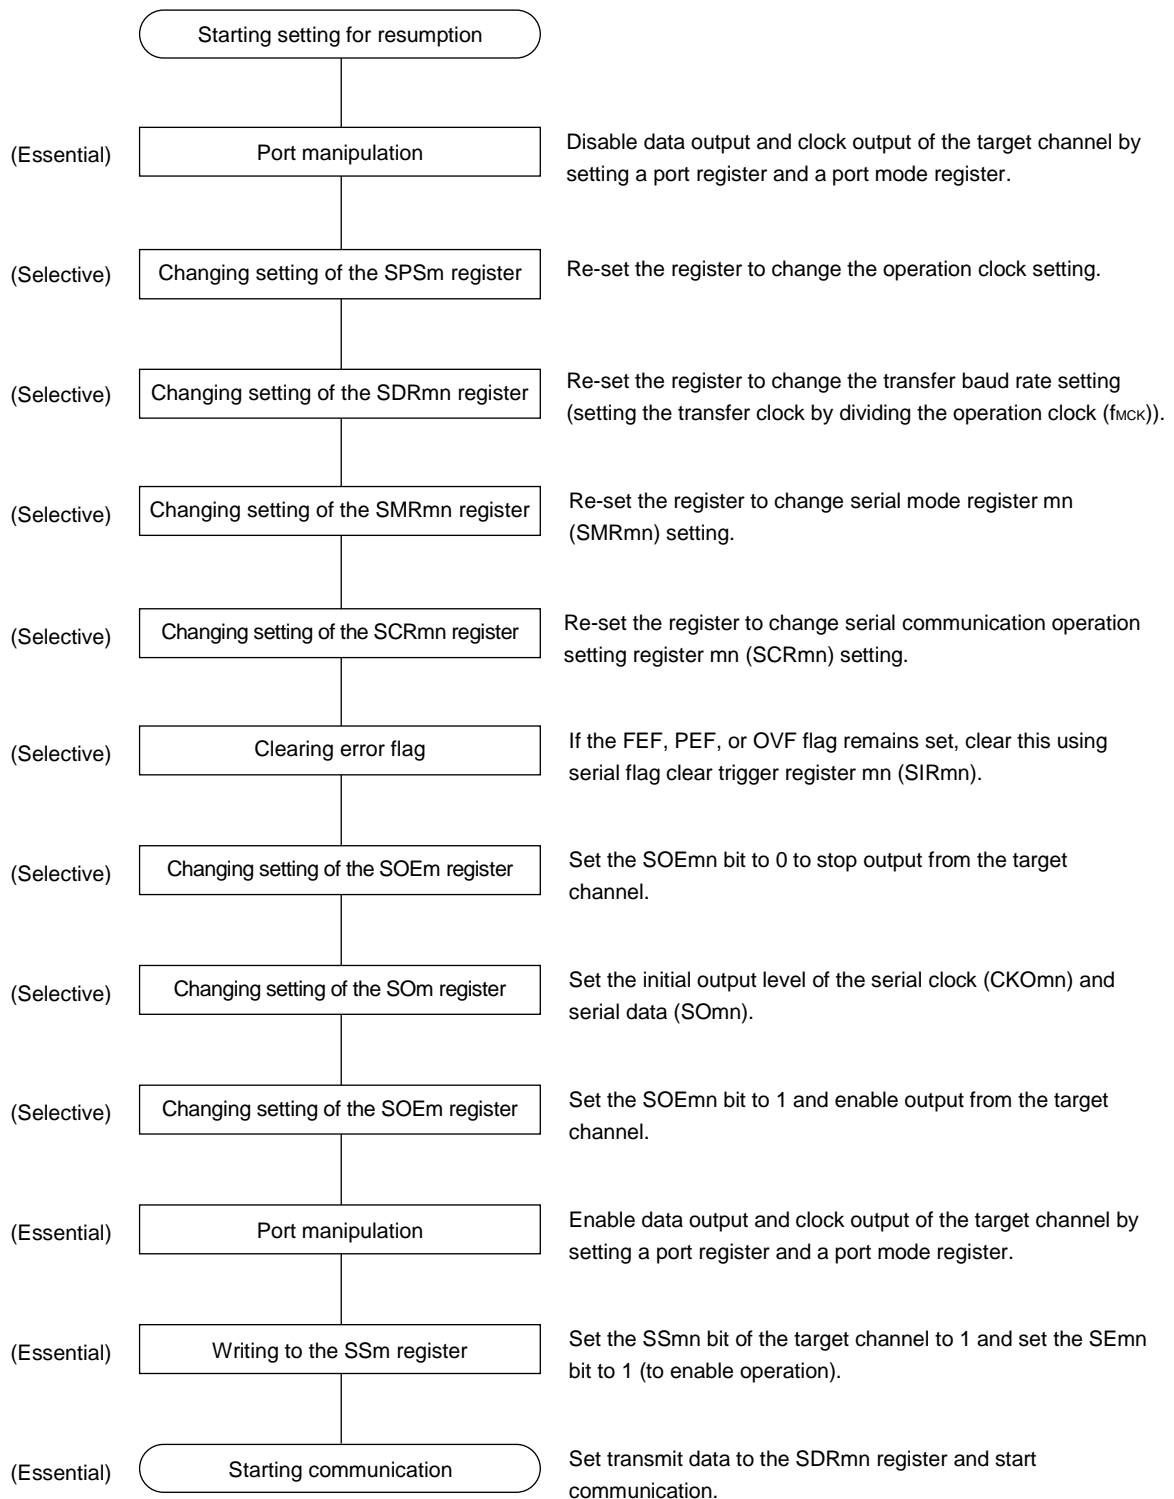 Starting setting for resumption
(Essential)
Port manipulation
Disable data output and clock output of the target channel by
setting a port register and a port mode register.
(Selective)
Changing setting of the SPSm register
Re-set the register to change the operation clock setting.
(Selective)
Changing setting of the SDRmn register
Re-set the register to change the transfer baud rate setting
(setting the transfer clock by dividing the operation clock (fMCK)).
(Selective)
Changing setting of the SMRmn register
Re-set the register to change serial mode register mn
(SMRmn) setting.
(Selective)
Changing setting of the SCRmn register
Re-set the register to change serial communication operation
setting register mn (SCRmn) setting.
(Selective)
Clearing error flag
If the FEF, PEF, or OVF flag remains set, clear this using
serial flag clear trigger register mn (SIRmn).
(Selective)
Changing setting of the SOEm register
Set the SOEmn bit to 0 to stop output from the target
channel.
(Selective)
Changing setting of the SOm register
Set the initial output level of the serial clock (CKOmn) and
serial data (SOmn).
(Selective)
Changing setting of the SOEm register
Set the SOEmn bit to 1 and enable output from the target
channel.
(Essential)
Port manipulation
Enable data output and clock output of the target channel by
setting a port register and a port mode register.
(Essential)
Writing to the SSm register
Set the SSmn bit of the target channel to 1 and set the SEmn
bit to 1 (to enable operation).
(Essential)
Starting communication
Set transmit data to the SDRmn register and start
communication.